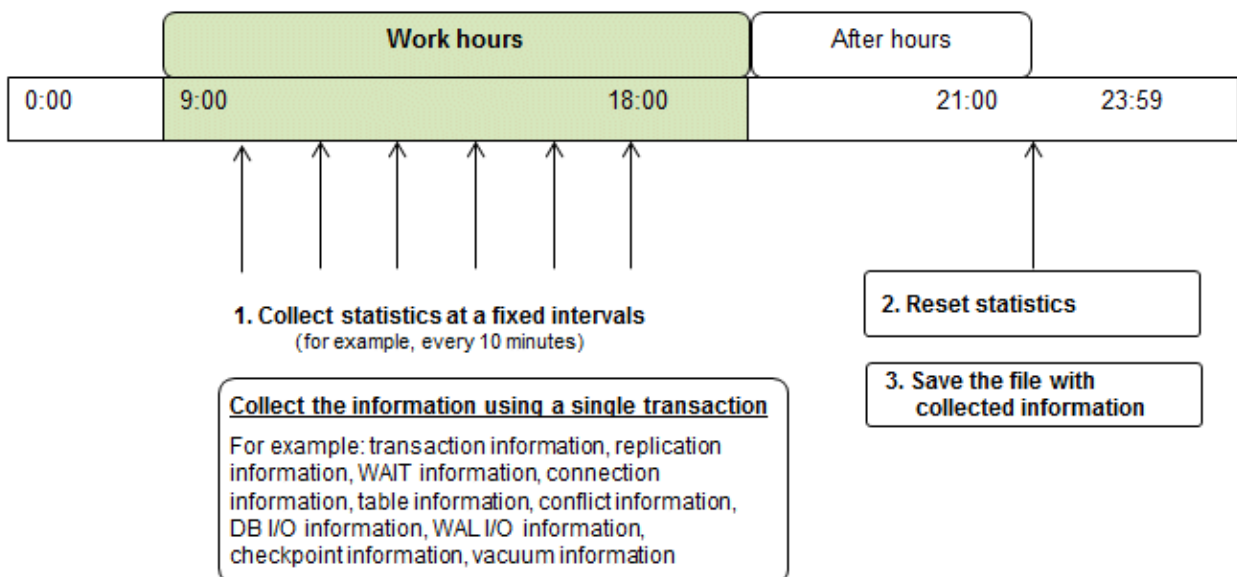 Work hours
After hours
0:00
9:00
18:00
21:00
23:59
1. Collect statistics at a fixed intervals
(for example, every 10 minutes)
Collect the information using a single transaction
For example: transaction information, replication
information, WAIT information, connection
information, table information, conflict information,
DB I/O information, WAL I/O information,
checkpoint information, vacuum information
2. Reset statistics
3. Save the file with
collected information